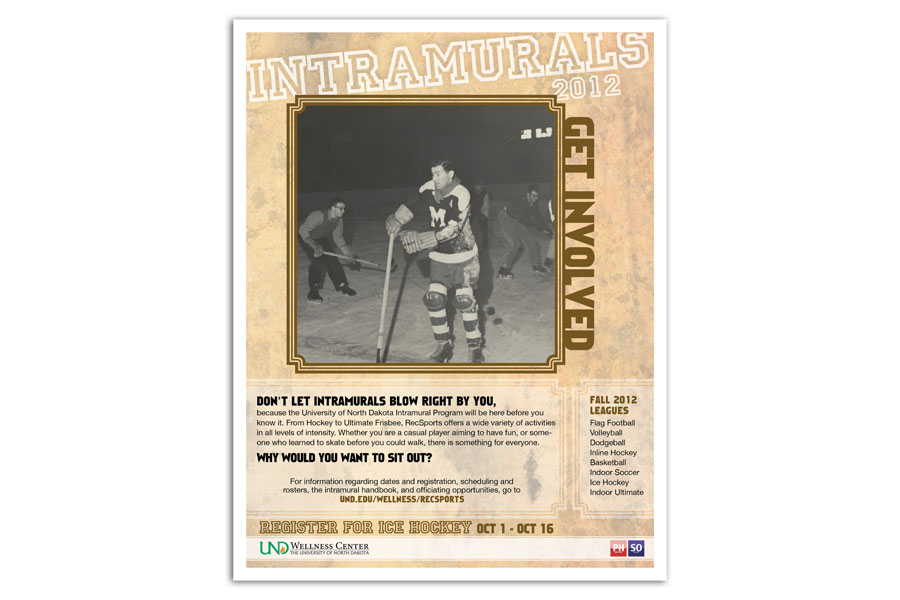 INTRAMURALS
2012
GET INVOLVED
M
DON'T LET INTRAMURALS BLOW RIGHT BY YOU,
because the University of North Dakota Intramural Program will be here before you
know it. From Hockey to Ultimate Frisbee, RecSports offers a wide variety of activities
in all levels of intensity. Whether you are a casual player aiming to have fun, or some-
one who learned to skate before you could walk, there is something for everyone.
WHY WOULD YOU WANT TO SIT OUT?
For information regarding dates and registration, scheduling and
rosters, the intramural handbook, and officiating opportunities, go to
UND.EDU/WELLNESS/RECSPORTS
FALL 2012
LEAGUES
Flag Football
Volleyball
Dodgeball
Inline Hockey
Basketball
Indoor Soccer
Ice Hockey
Indoor Ultimate
REGISTER FOR ICE HOCKEY OCT 1 - OCT 16
UND WELLNESS CENTER
THE UNIVERSITY OF NORTH DAKOTA
PH SO